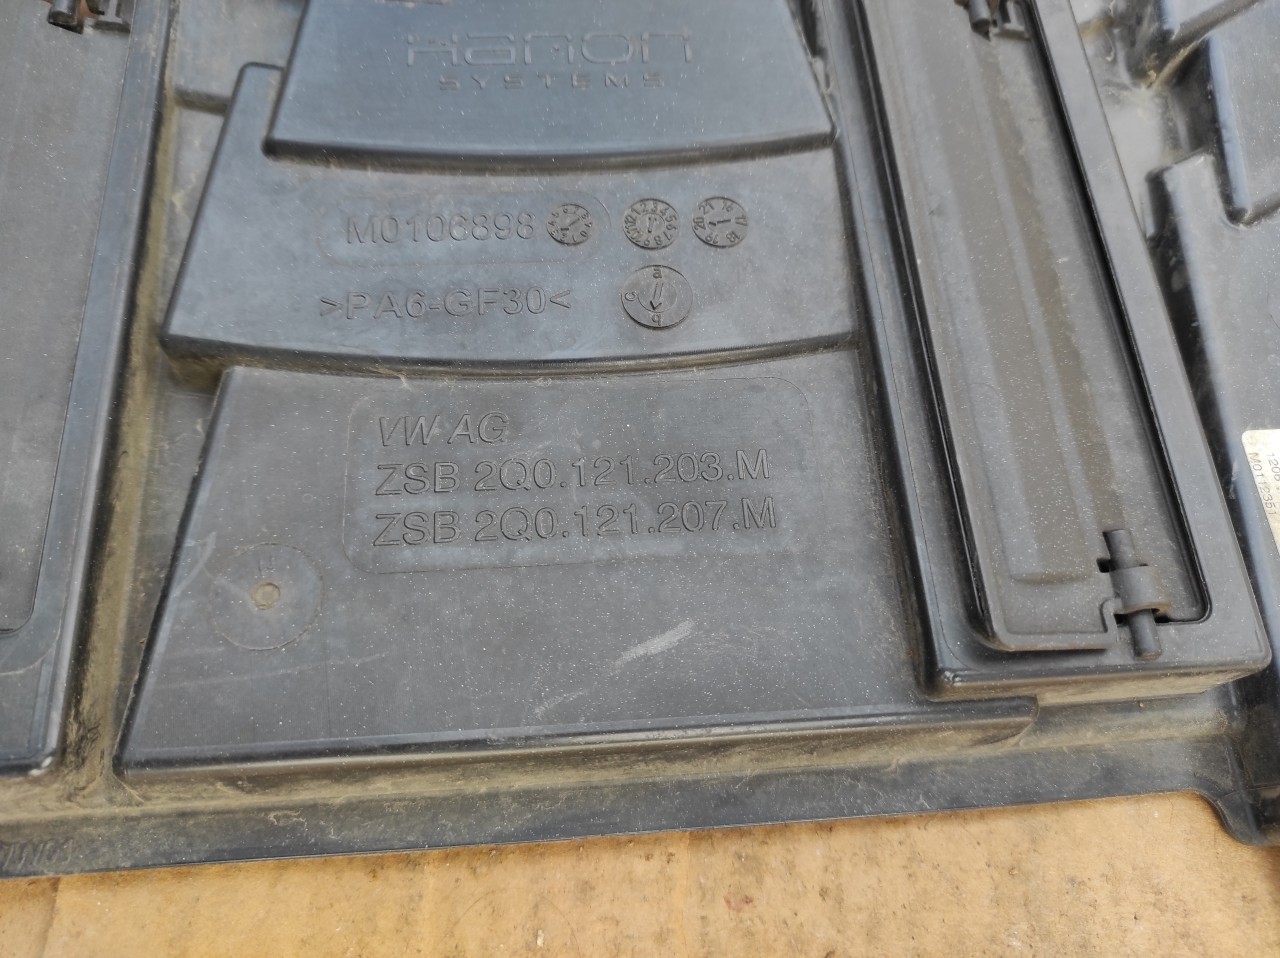 Hanon
SYSTEMS
M0106898
>PA6-GF30<
VW AG
ZSB 2Q0.121.203.M
ZSB 2Q0.121.207.M